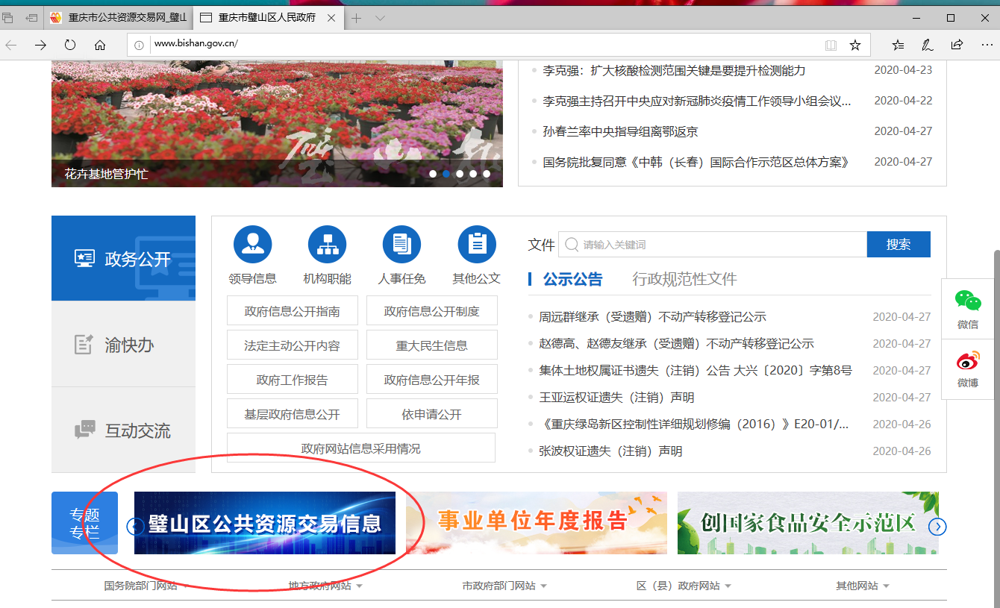 重庆市公共资源交易网_璧山
重庆市璧山区人民政府
www.bishan.gov.cn/
李克强：扩大核酸检测范围关键是要提升检测能力 2020-04-23
李克强主持召开中央应对新冠肺炎疫情工作领导小组会议... 2020-04-22
孙春兰率中央指导组离鄂返京 2020-04-27
国务院批复同意《中韩（长春）国际合作示范区总体方案》 2020-04-27
花卉基地管护忙
政务公开
渝快办
互动交流
领导信息 机构职能 人事任免 其他公文
政府信息公开指南 政府信息公开制度
法定主动公开内容 重大民生信息
政府工作报告 政府信息公开年报
基层政府信息公开 依申请公开
政府网站信息采用情况
文件 请输入关键词 搜索
公示公告 行政规范性文件
周远群继承（受遗赠）不动产转移登记公示 2020-04-27
赵德高、赵德友继承（受遗赠）不动产转移登记公示 2020-04-27
集体土地权属证书遗失（注销）公告 大兴〔2020〕字第8号 2020-04-27
王亚运权证遗失（注销）声明 2020-04-27
《重庆绿岛新区控制性详细规划修编（2016）》E20-01/... 2020-04-26
张波权证遗失（注销）声明 2020-04-26
微信
微博
专题
专栏
璧山区公共资源交易信息
事业单位年度报告
创国家食品安全示范区
国务院部门网站 地方政府网站 市政府部门网站 区（县）政府网站 其他网站